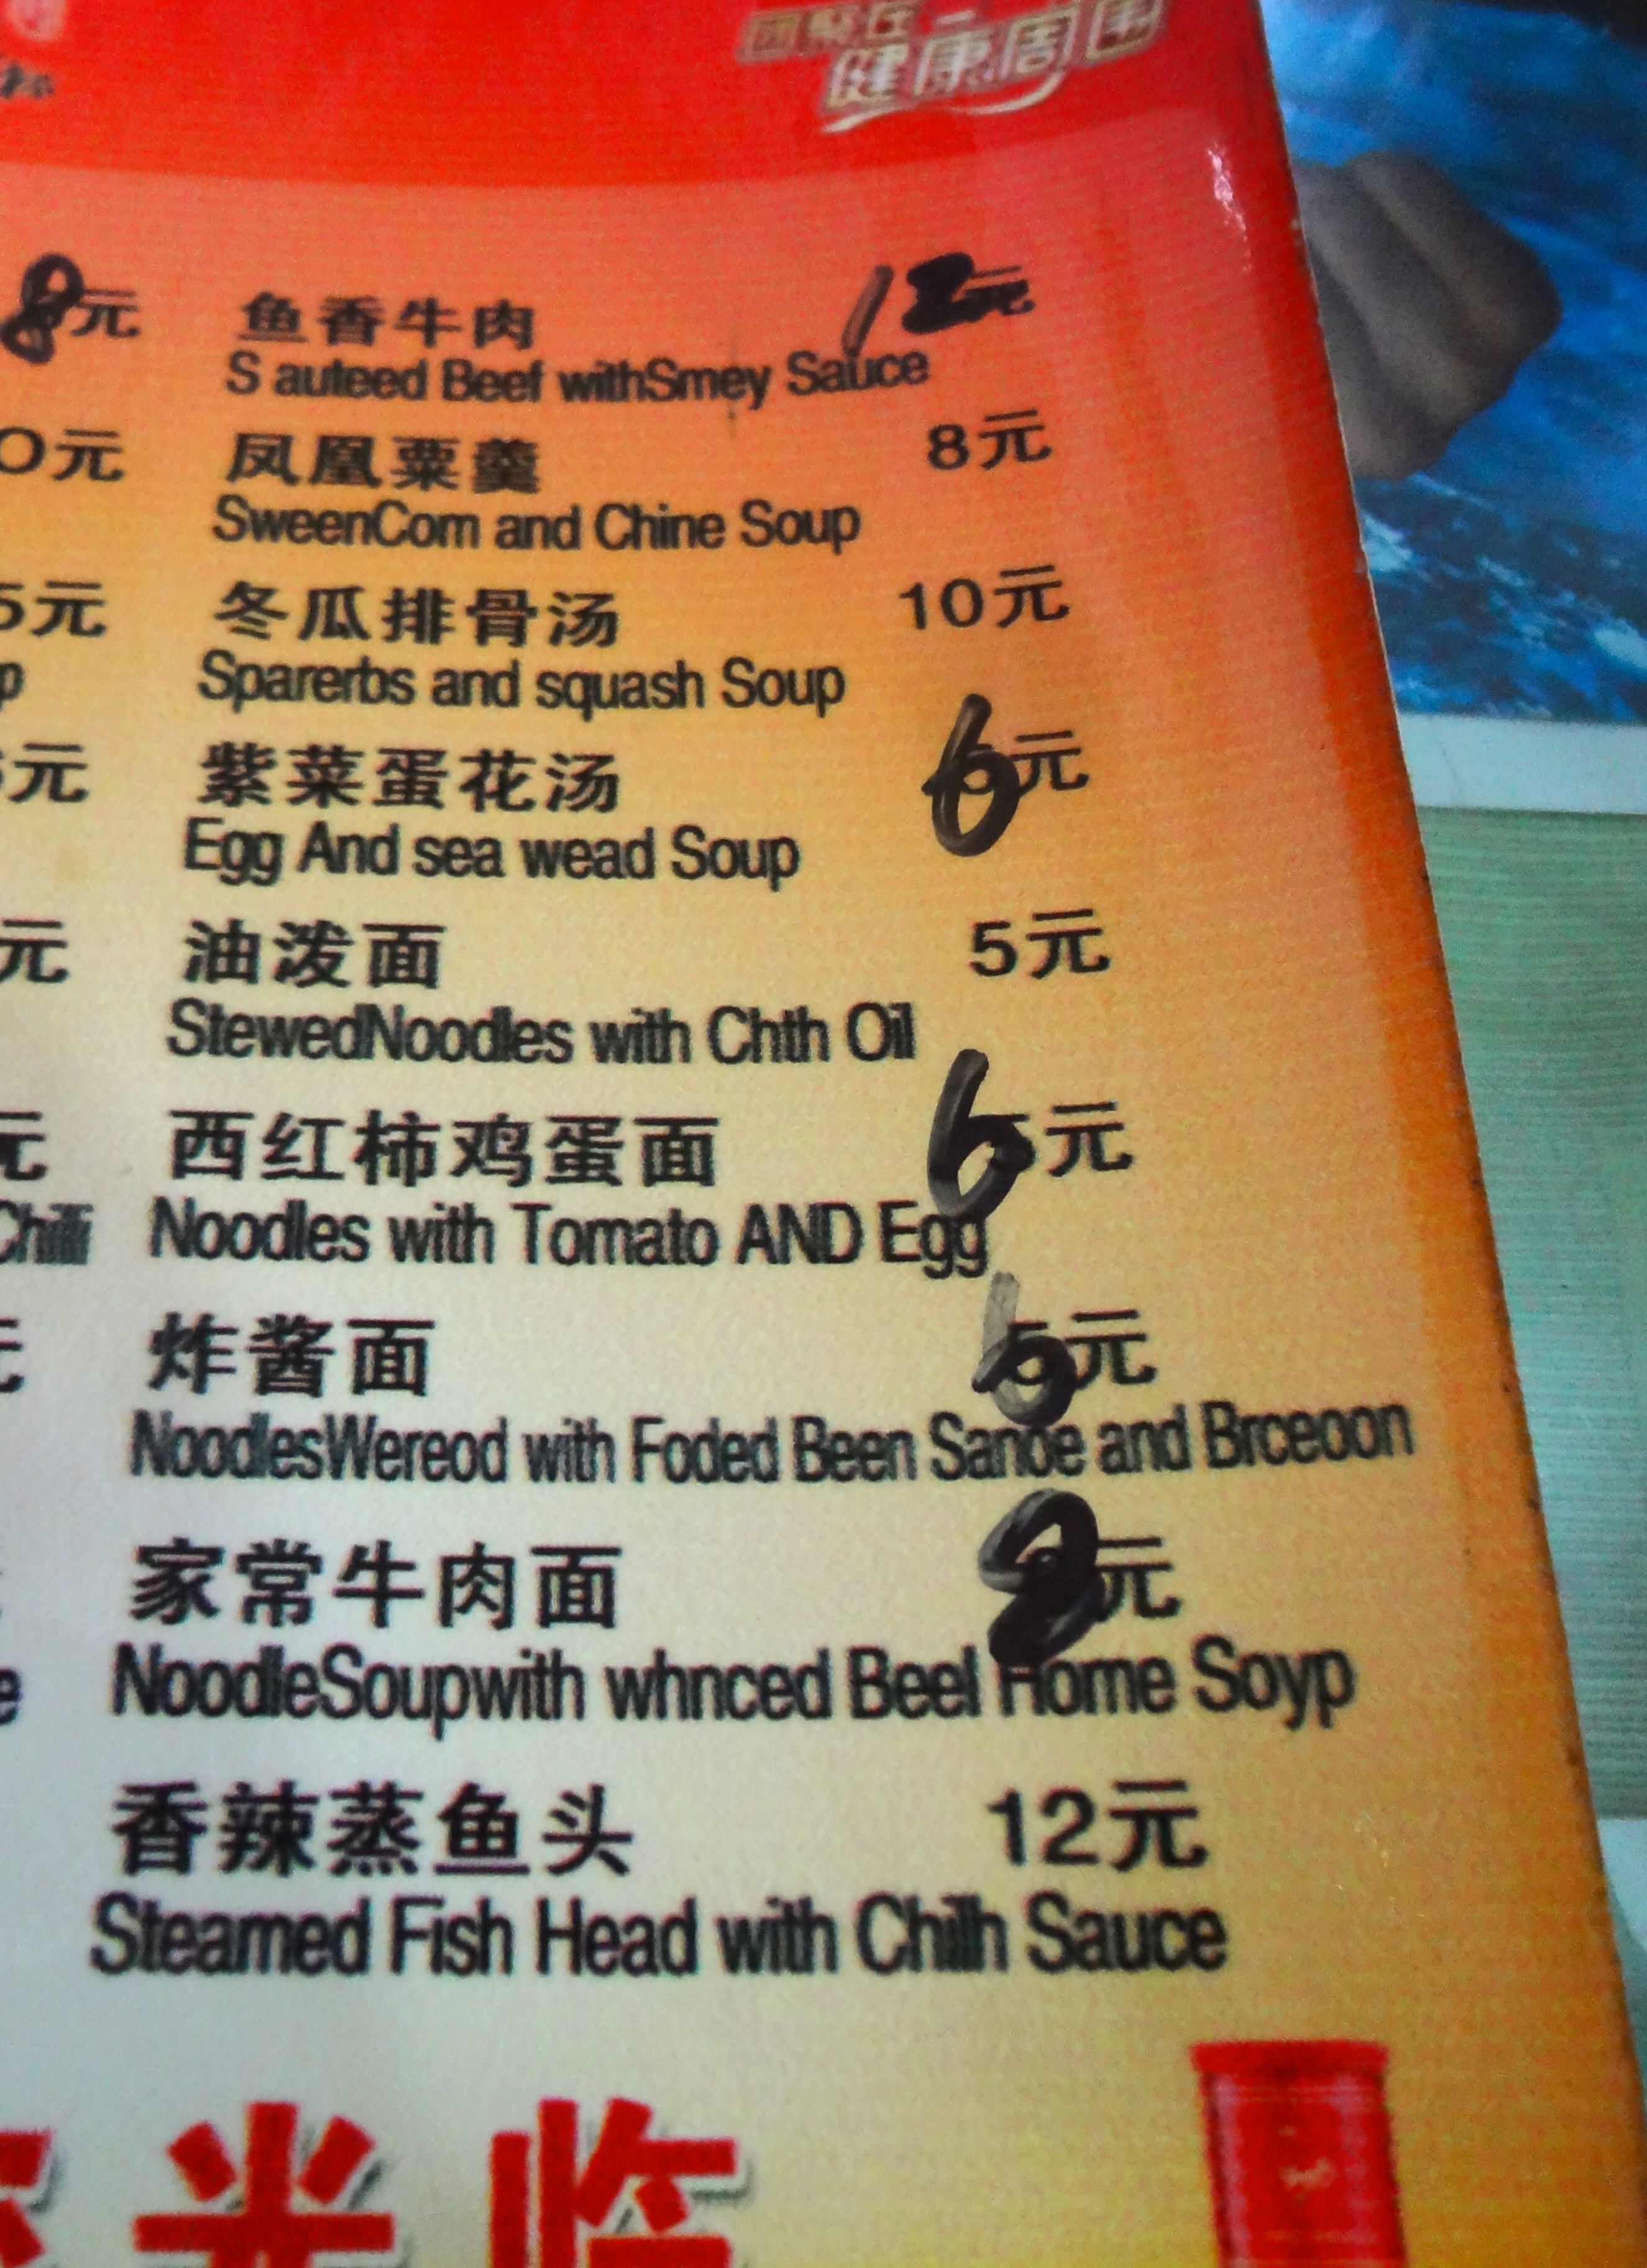 健康周围
8元 鱼香牛肉 12元
S auteed Beef withSmey Sauce
0元 凤凰粟羹 8元
SweenCom and Chine Soup
5元 冬瓜排骨汤 10元
Sparerbs and squash Soup
元 紫菜蛋花汤 6元
Egg And sea wead Soup
元 油泼面 5元
StewedNoodles with Chth Oil
元 西红柿鸡蛋面 6元
Chilli Noodles with Tomato AND Egg
炸酱面 6元
NoodlesWereod with Foded Been Sanoe and Brceoon
家常牛肉面 8元
NoodleSoupwith whnced Beel Home Soyp
香辣蒸鱼头 12元
Steamed Fish Head with Chilh Sauce
光临